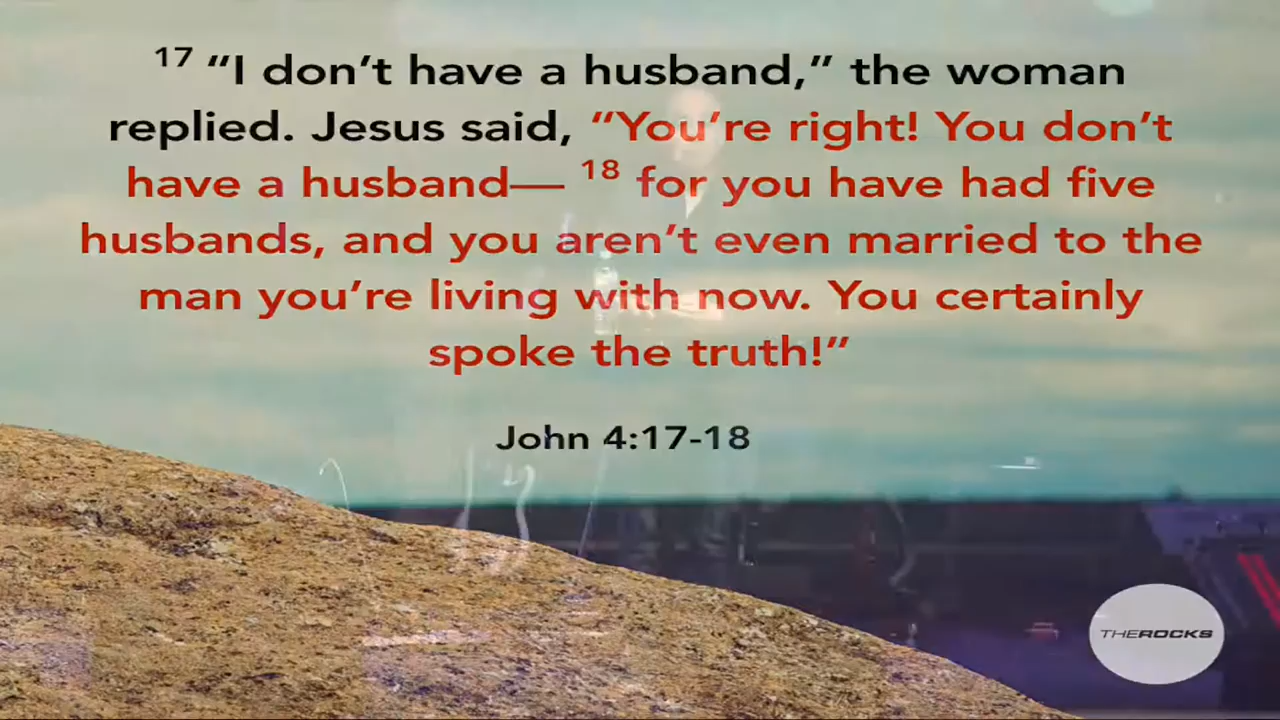 17 “I don’t have a husband,” the woman
replied. Jesus said, “You’re right! You don’t
have a husband— 18 for you have had five
husbands, and you aren’t even married to the
man you’re living with now. You certainly
spoke the truth!”
John 4:17-18
THEROCKS